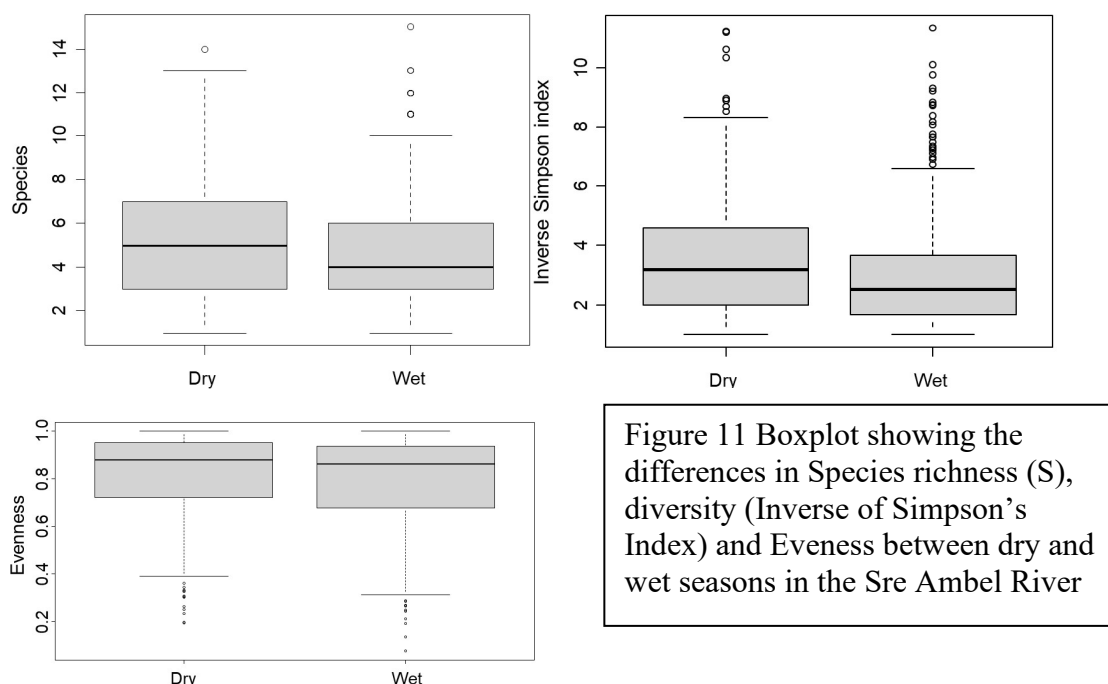 Species
14
12
10
8
6
4
2
Dry
Wet
Inverse Simpson index
10
8
6
4
2
Dry
Wet
Evenness
1.0
0.8
0.6
0.4
0.2
Dry
Wet
Figure 11 Boxplot showing the
differences in Species richness (S),
diversity (Inverse of Simpson’s
Index) and Eveness between dry and
wet seasons in the Sre Ambel River